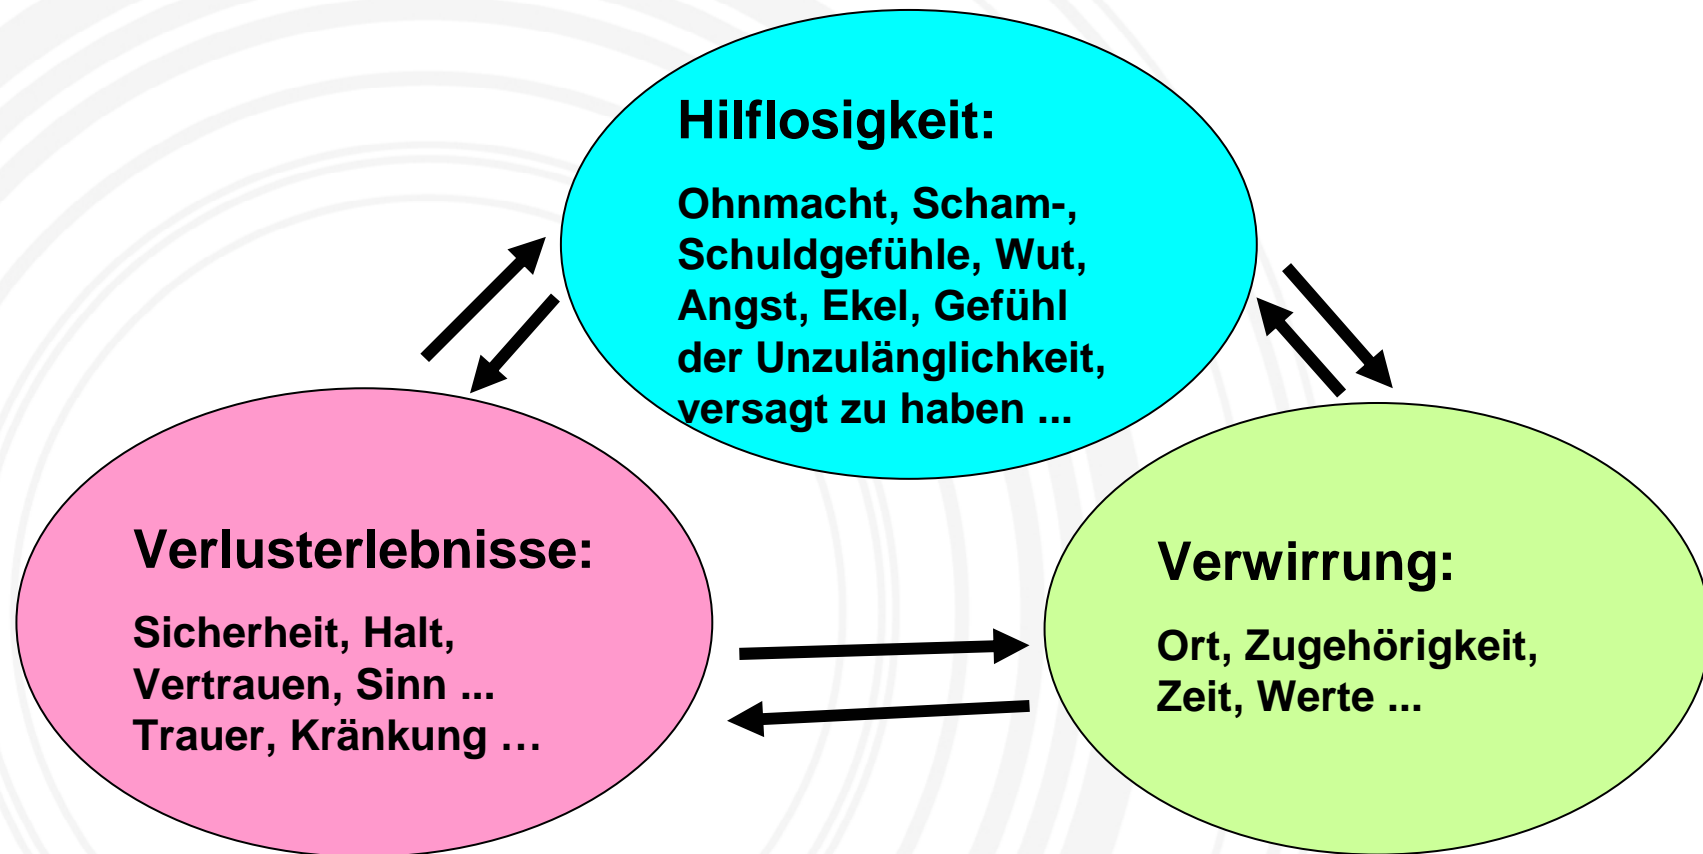 Hilflosigkeit:
Ohnmacht, Scham-,
Schuldgefühle, Wut,
Angst, Ekel, Gefühl
der Unzulänglichkeit,
versagt zu haben ...
Verlusterlebnisse:
Sicherheit, Halt,
Vertrauen, Sinn ...
Trauer, Kränkung …
Verwirrung:
Ort, Zugehörigkeit,
Zeit, Werte ...